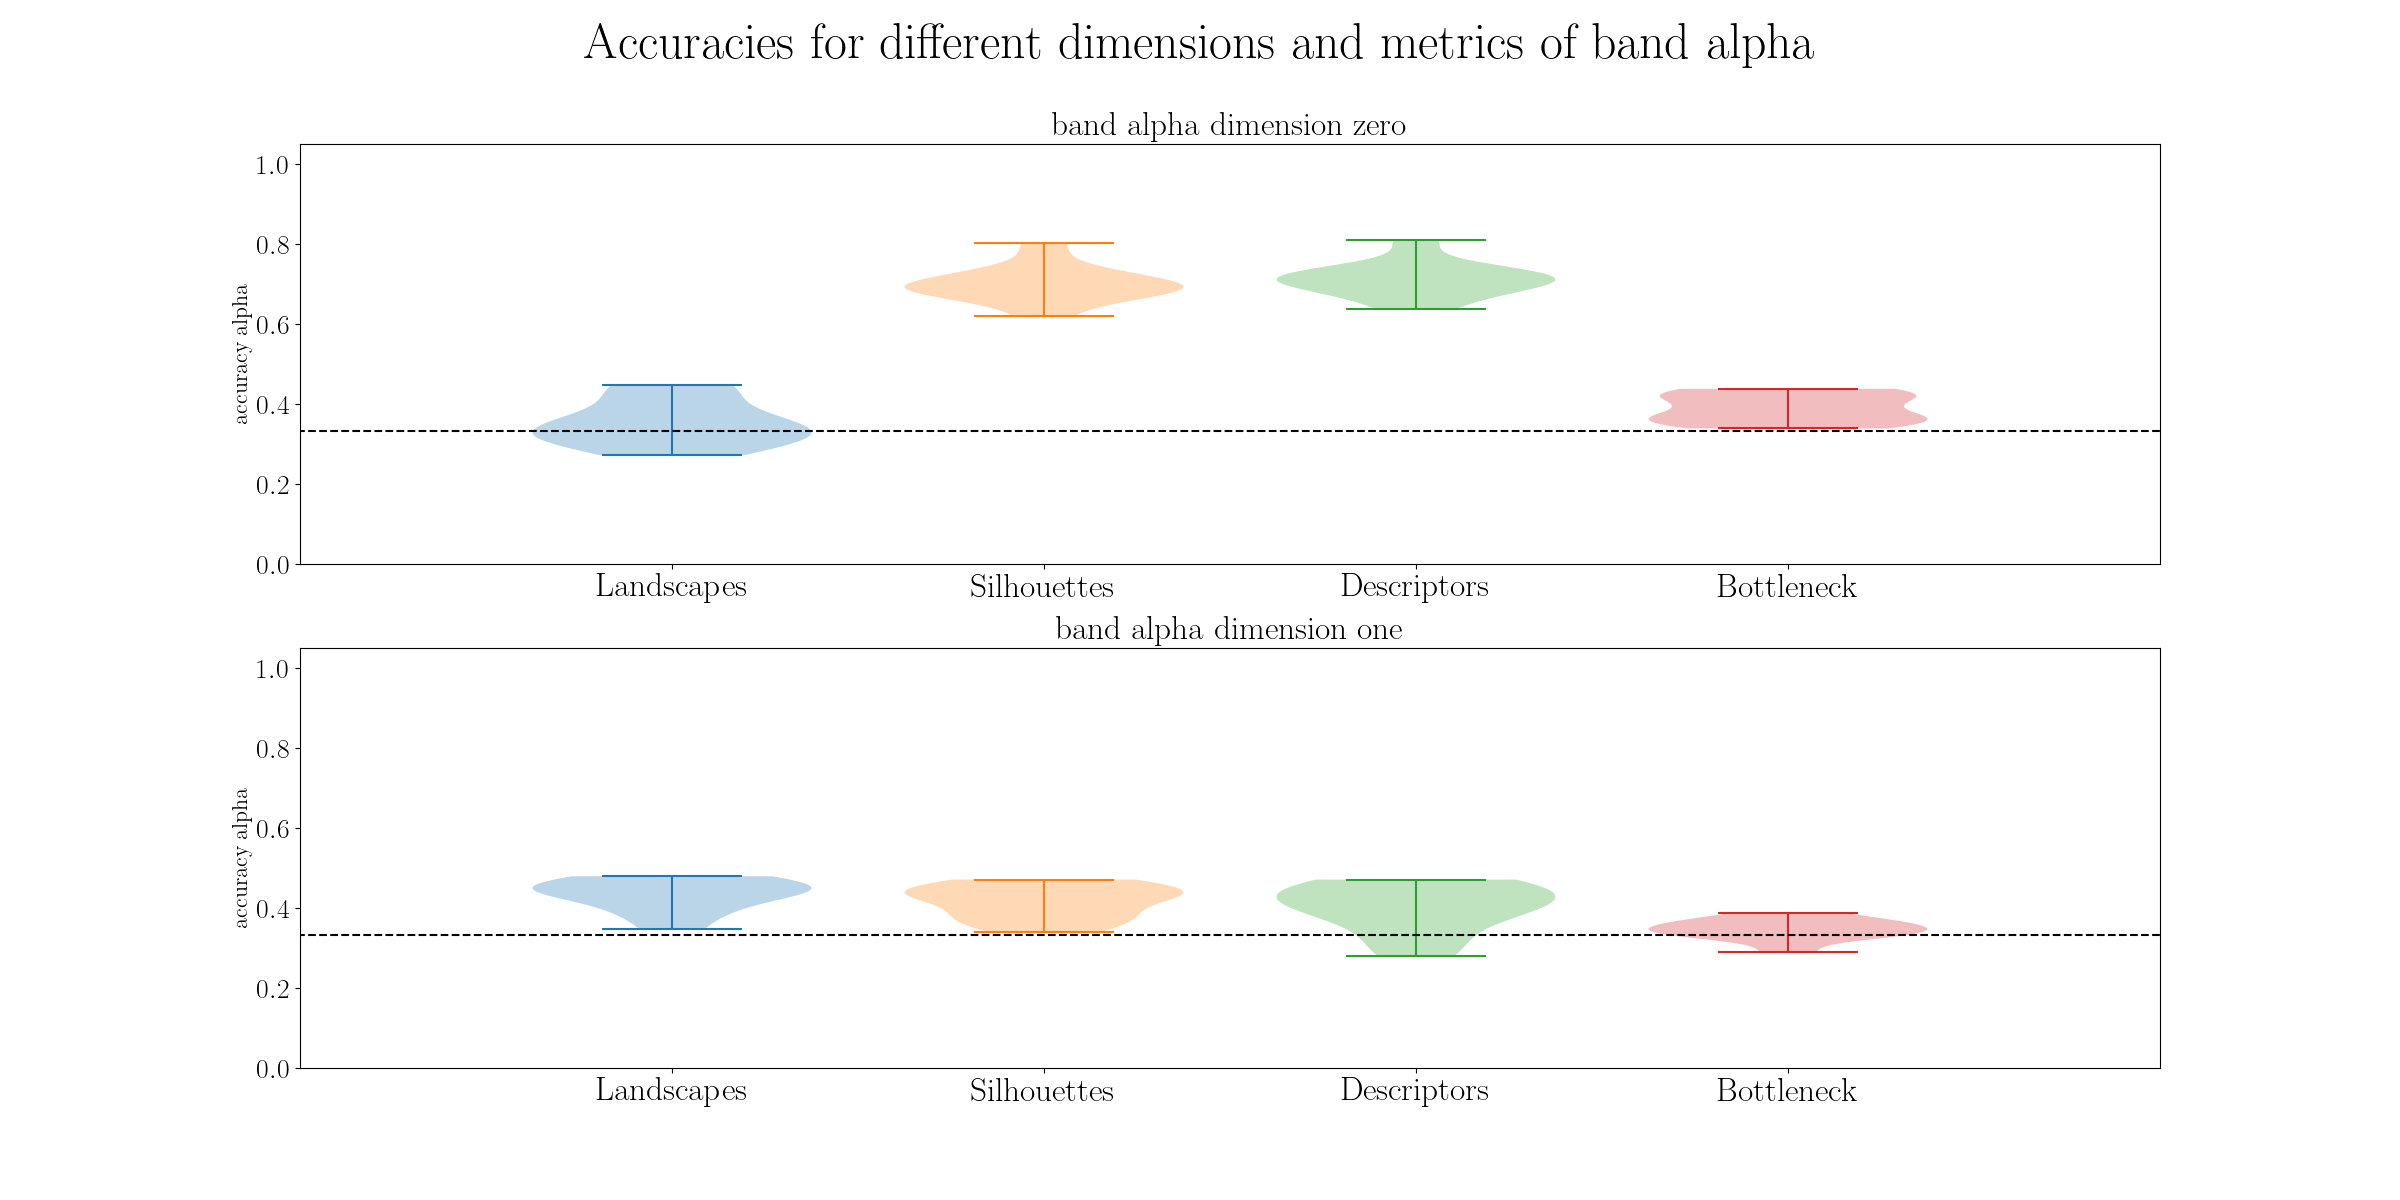 Accuracies for different dimensions and metrics of band alpha
band alpha dimension zero
accuracy alpha
1.0
0.8
0.6
0.4
0.2
0.0
Landscapes Silhouettes Descriptors Bottleneck
band alpha dimension one
accuracy alpha
1.0
0.8
0.6
0.4
0.2
0.0
Landscapes Silhouettes Descriptors Bottleneck